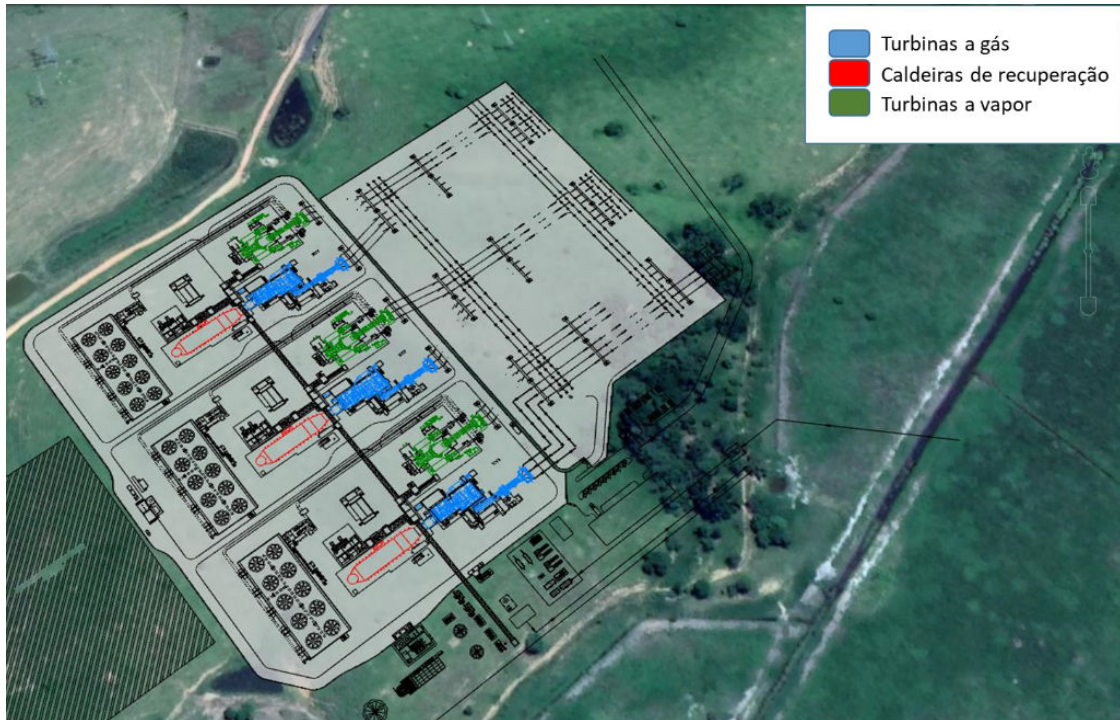 Turbinas a gás
Caldeiras de recuperação
Turbinas a vapor